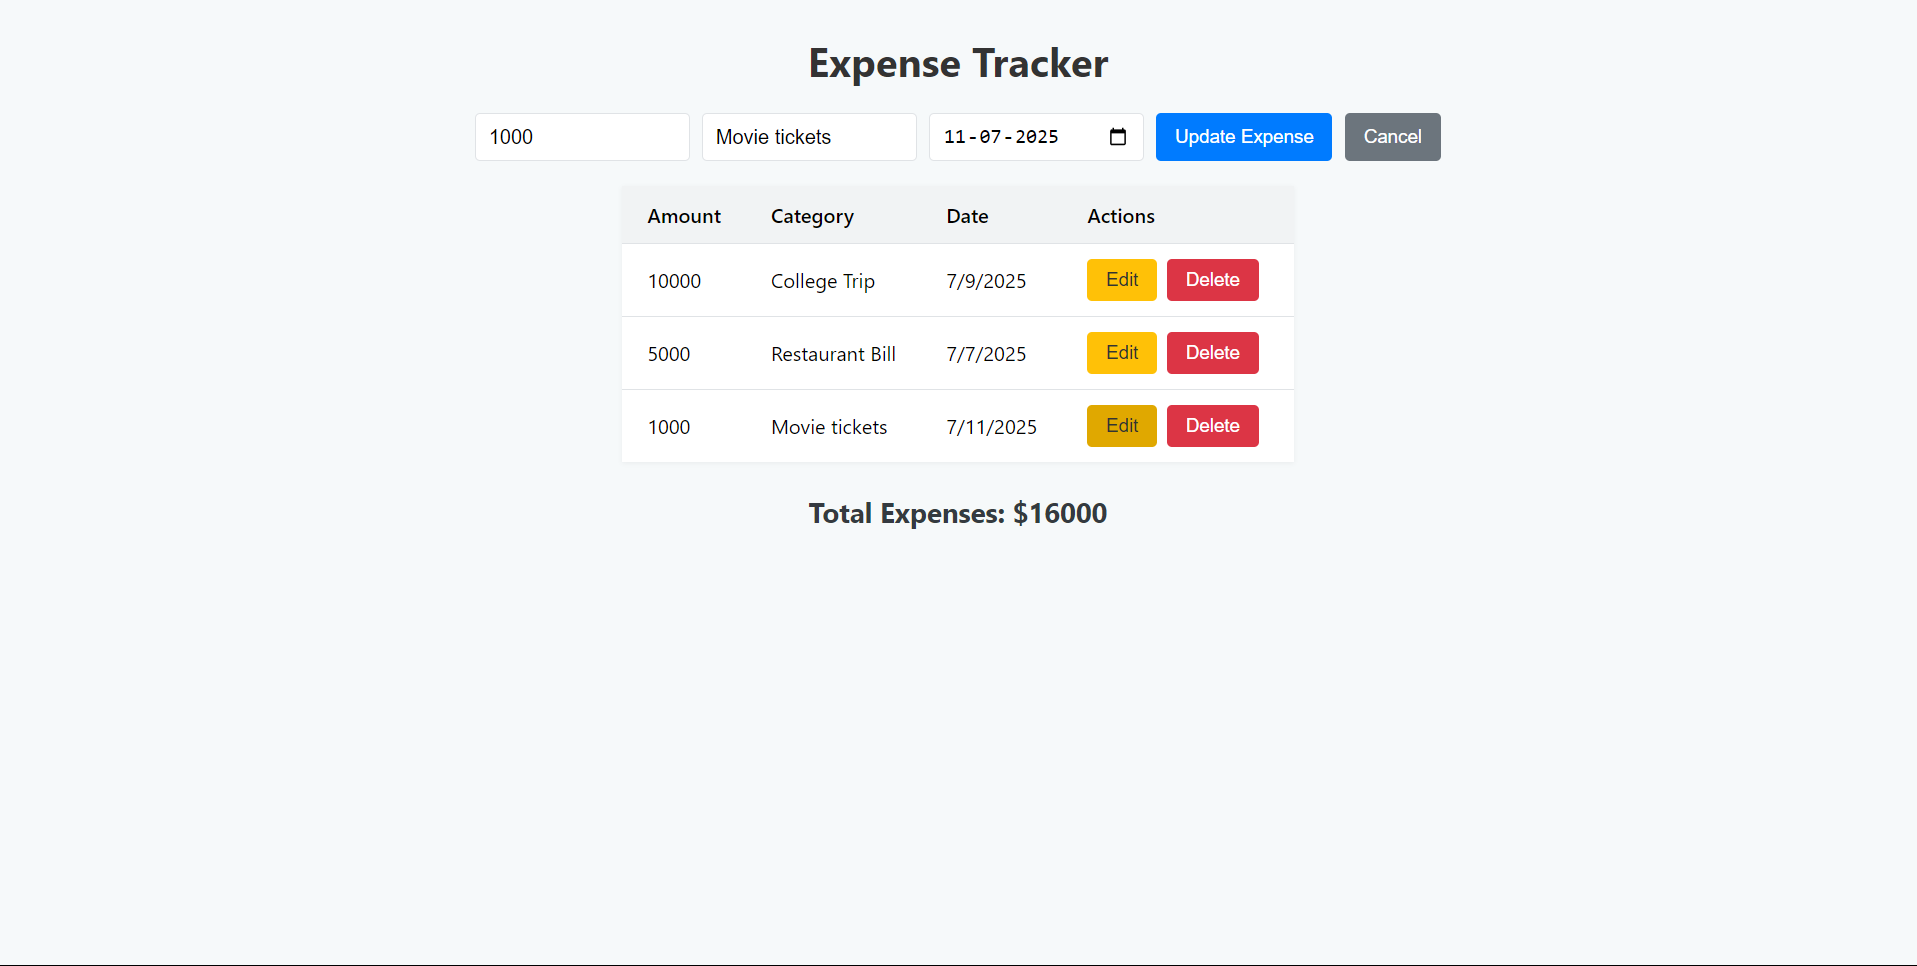 Expense Tracker
1000 Movie tickets 11-07-2025 Update Expense Cancel
Amount Category Date Actions
10000 College Trip 7/9/2025 Edit Delete
5000 Restaurant Bill 7/7/2025 Edit Delete
1000 Movie tickets 7/11/2025 Edit Delete
Total Expenses: $16000